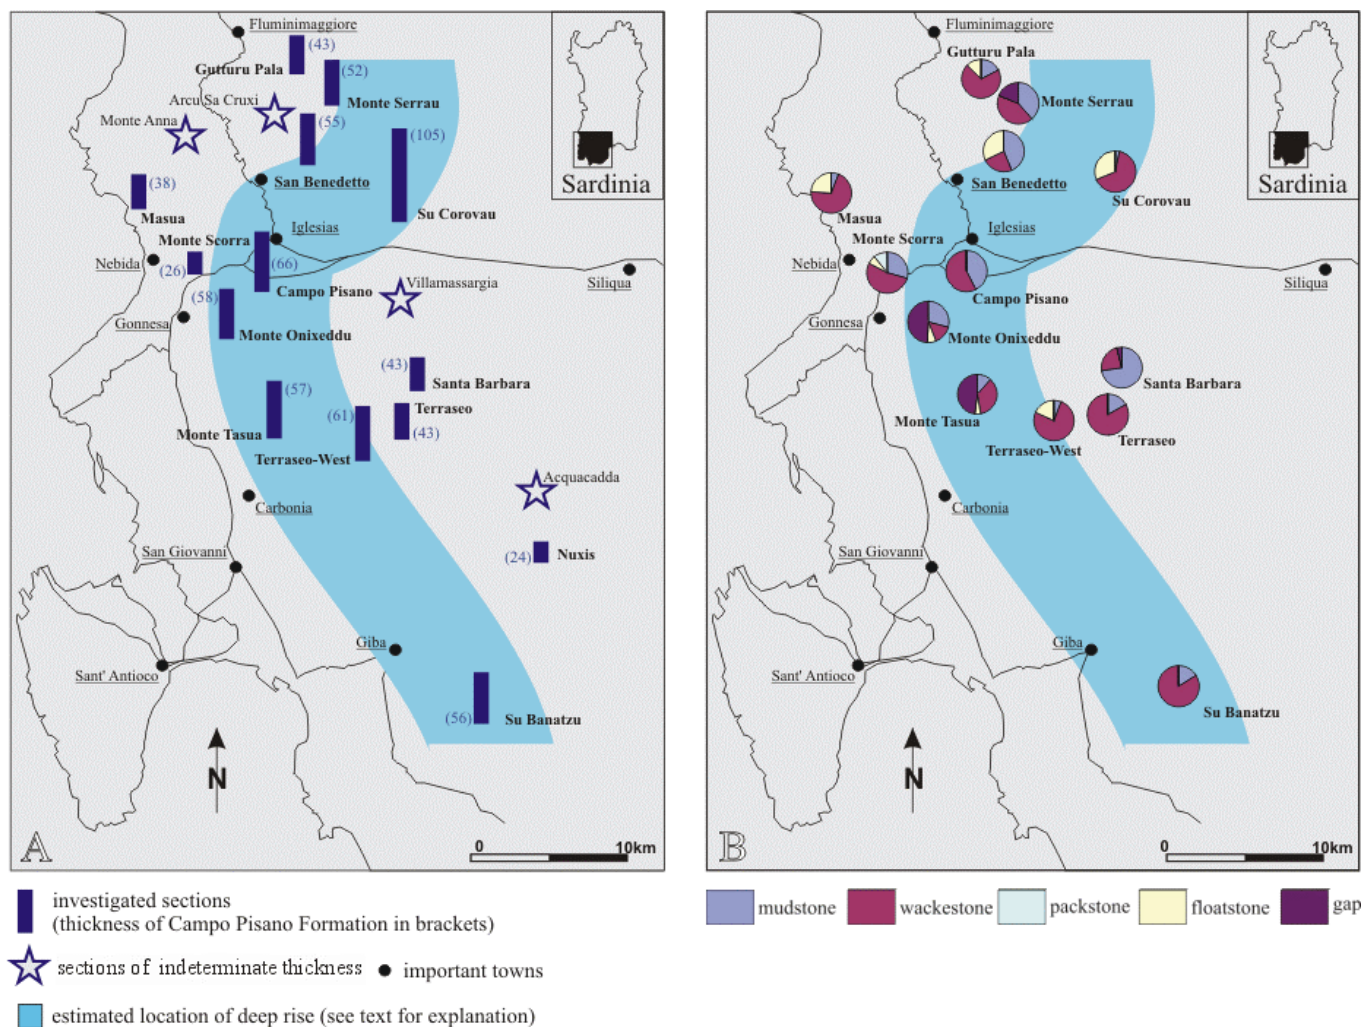 Fluminimaggiore
(43)
Gutturu Pala
(52)
Arcu Sa Cruxi
Monte Serrau
Monte Anna
(55)
(105)
San Benedetto
(38)
Masua
Su Corovau
Iglesias
Monte Scorra
Nebida
(26)
(66)
Campo Pisano
Villamassargia
Siliqua
(58)
Gonnesa
Monte Onixeddu
(43)
Santa Barbara
(57)
Terraseo
(61)
(43)
Monte Tasua
Terraseo-West
Acquacadda
Carbonia
San Giovanni
(24)
Nuxis
Giba
Sant' Antioco
(56)
Su Banatzu
N
A
0
10km
Sardinia
Fluminimaggiore
Gutturu Pala
Monte Serrau
San Benedetto
Su Corovau
Masua
Iglesias
Monte Scorra
Nebida
Campo Pisano
Siliqua
Gonnesa
Monte Onixeddu
Santa Barbara
Monte Tasua
Terraseo
Terraseo-West
Carbonia
San Giovanni
Giba
Sant' Antioco
Su Banatzu
N
B
0
10km
Sardinia
investigated sections
(thickness of Campo Pisano Formation in brackets)
sections of indeterminate thickness
important towns
estimated location of deep rise (see text for explanation)
mudstone
wackestone
packstone
floatstone
gap